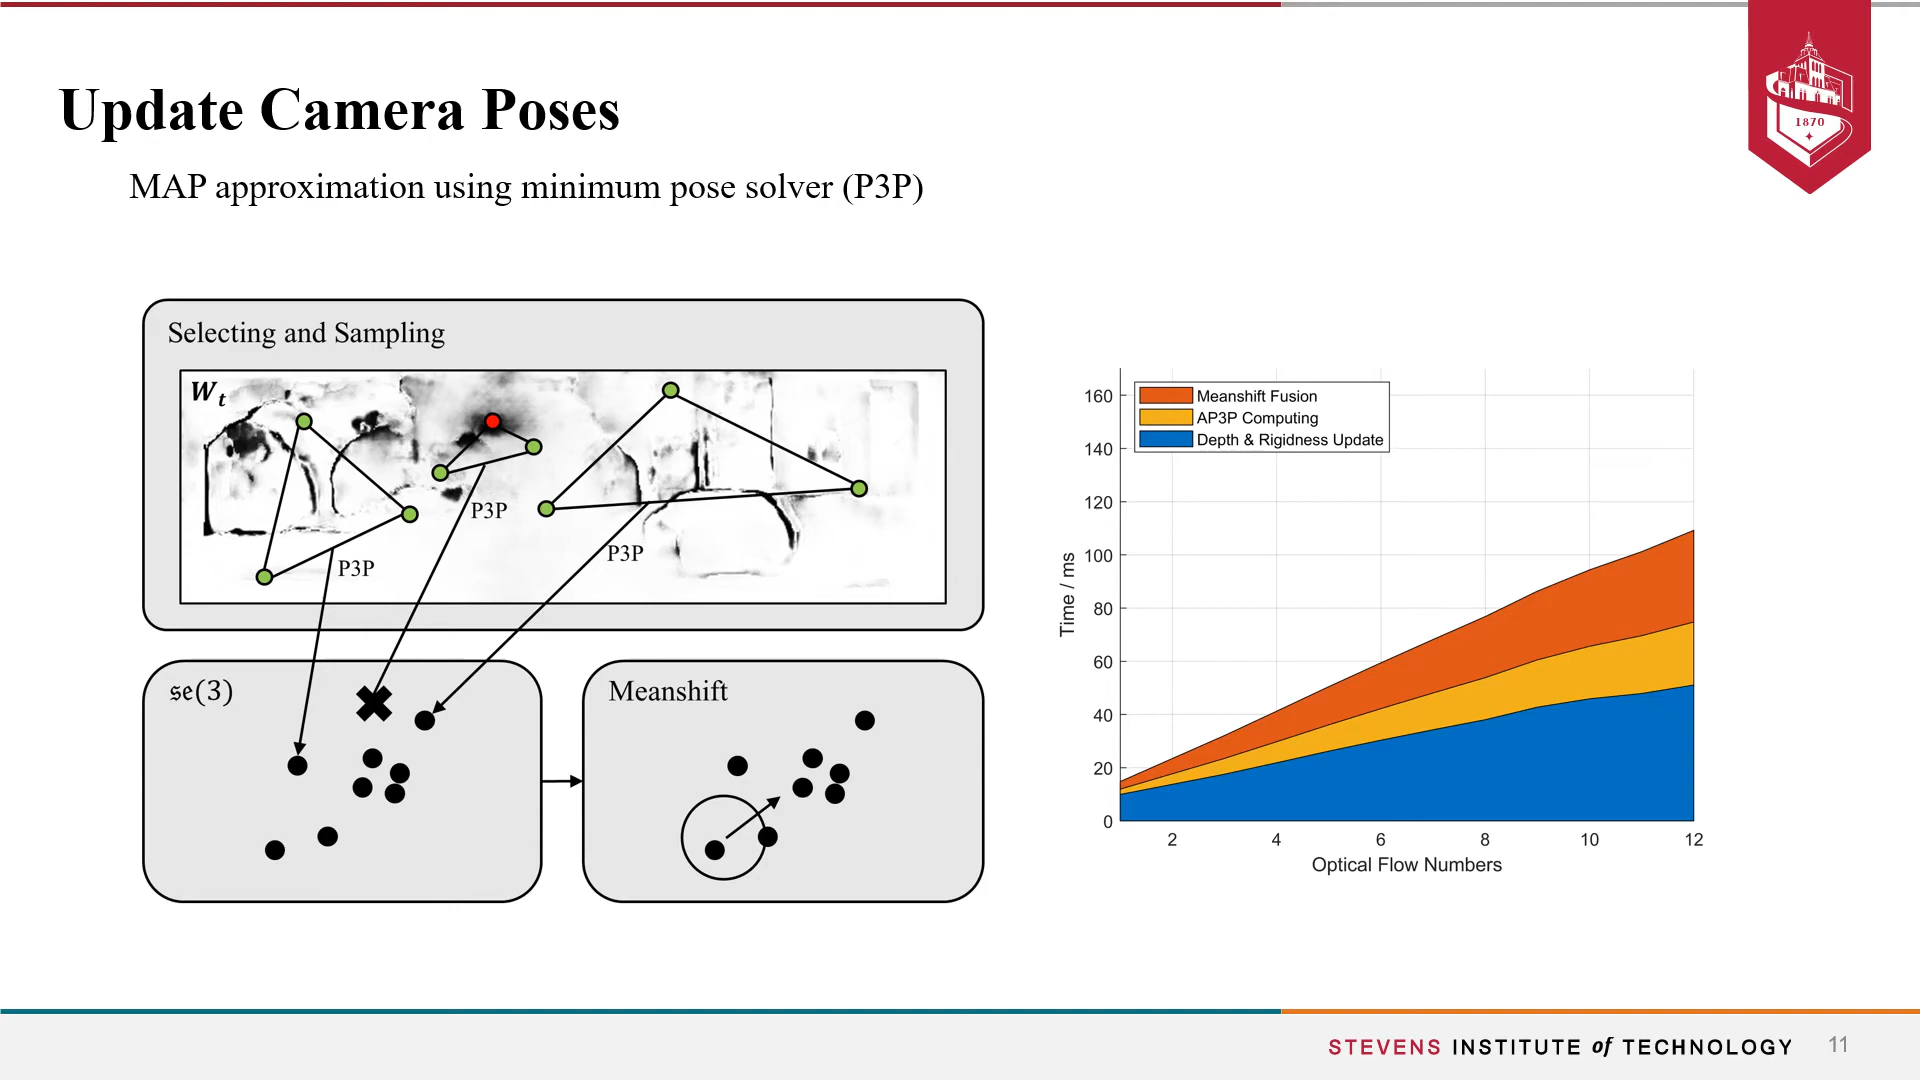 1870
Update Camera Poses
MAP approximation using minimum pose solver (P3P)
Selecting and Sampling
W_t
P3P
P3P
P3P
𝔰𝔢(3)
Meanshift
Meanshift Fusion
AP3P Computing
Depth & Rigidness Update
160
140
120
100
80
60
40
20
0
Time / ms
2 4 6 8 10 12
Optical Flow Numbers
STEVENS INSTITUTE of TECHNOLOGY 11